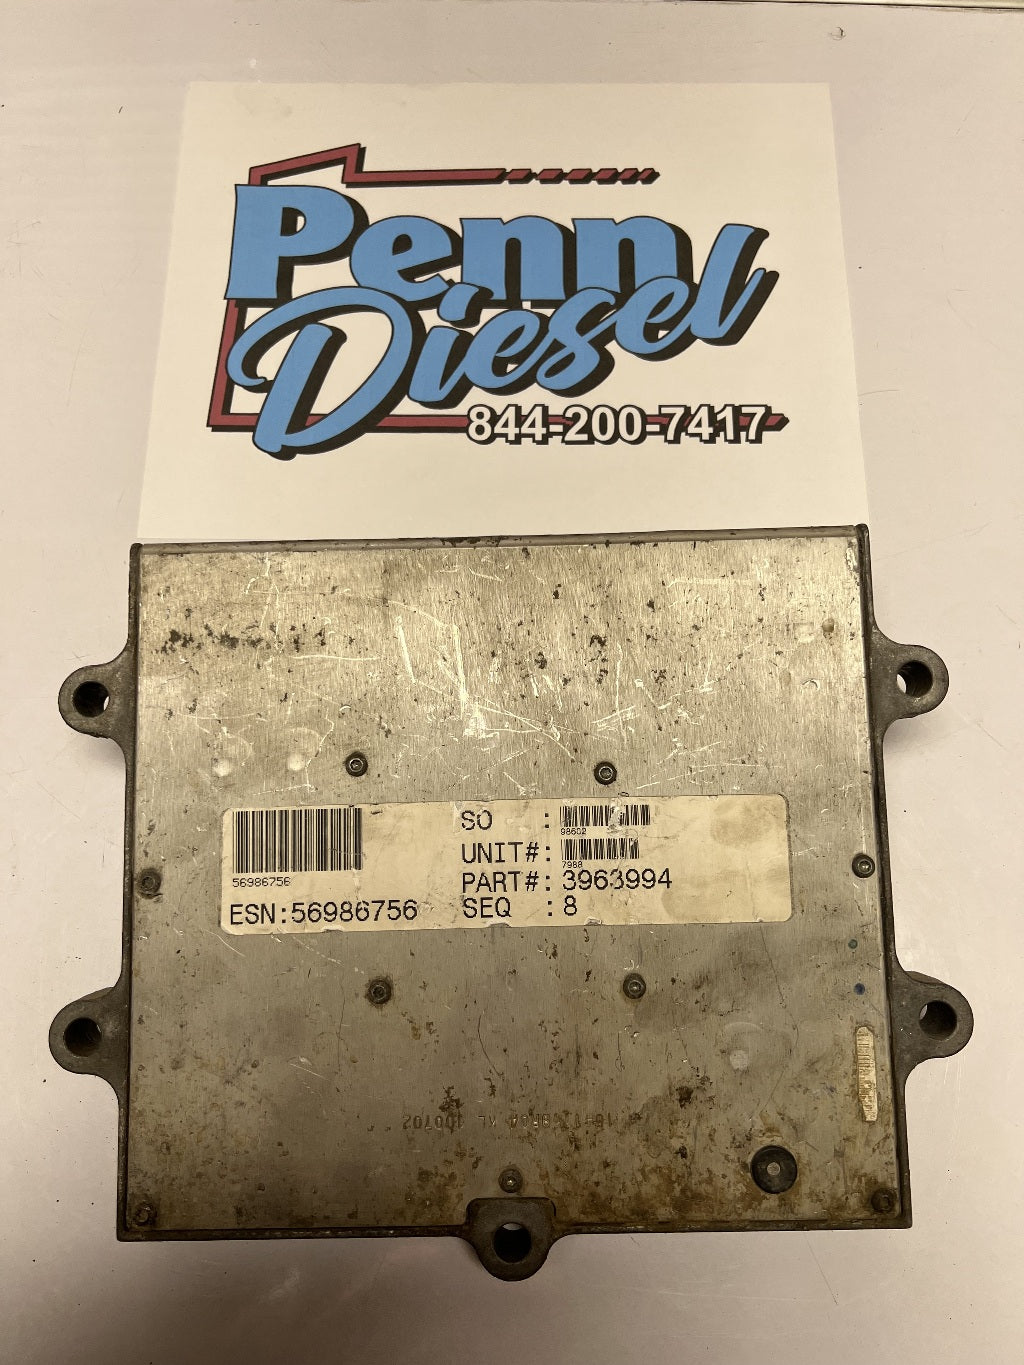 Penn
Diesel
844-200-7417
SO :
98602
UNIT#:
7988
56986756
PART#: 3963994
ESN:56986756
SEQ : 8